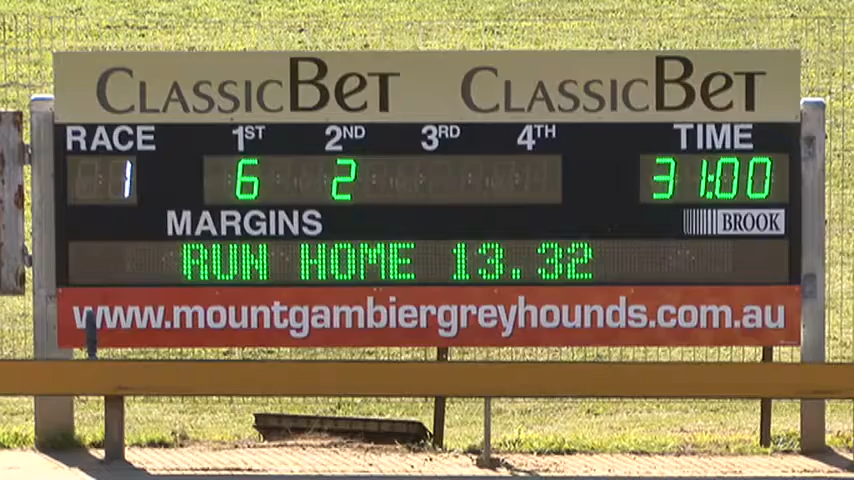 CLASSICBET CLASSICBET
RACE 1ST 2ND 3RD 4TH TIME
1 6 2 31:00
MARGINS BROOK
RUN HOME 13.32
www.mountgambiergreyhounds.com.au